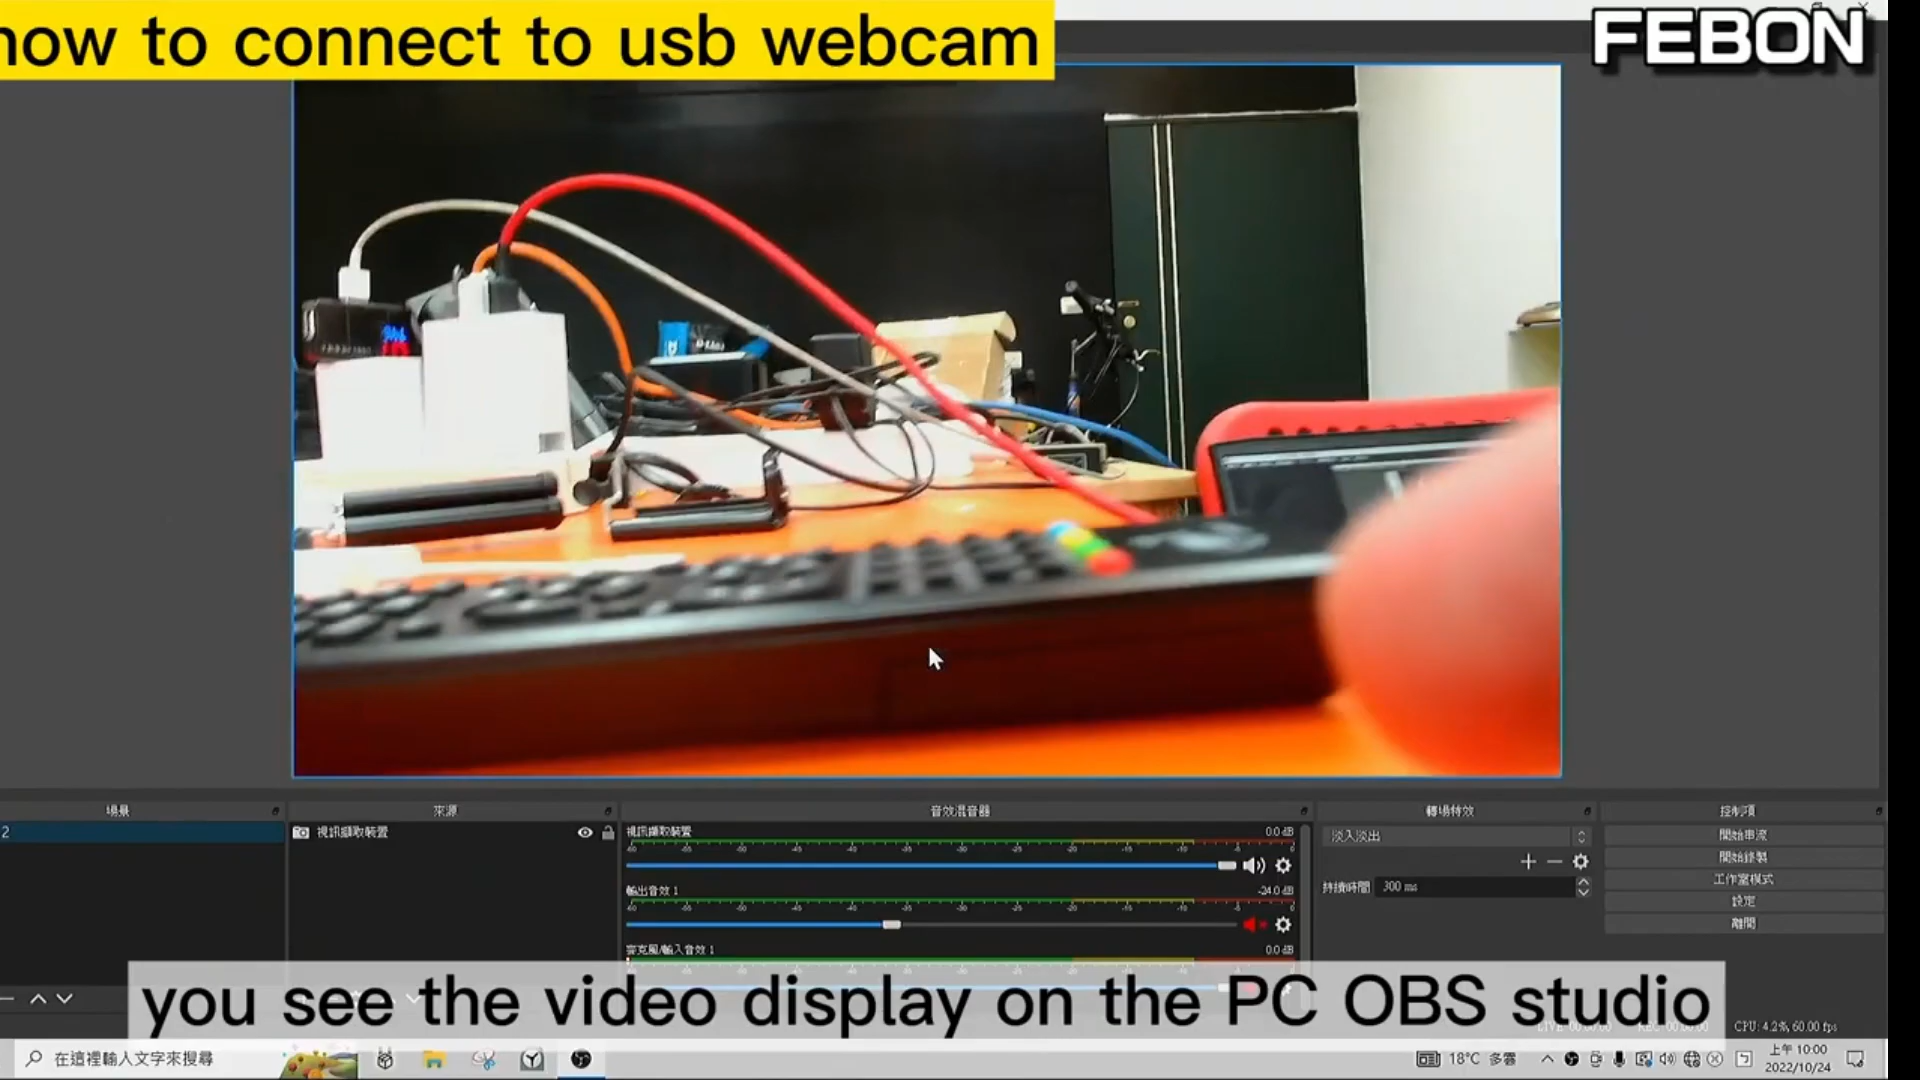 how to connect to usb webcam
FEBON
場景
來源
音效混音器
轉場特效
控制項
2
視訊擷取裝置
視訊擷取裝置
0.0 dB
淡入淡出
開始串流
開始錄製
工作室模式
設定
離開
持續時間
300 ms
輸出音效 1
-24.0 dB
麥克風/輸入音效 1
0.0 dB
you see the video display on the PC OBS studio
CPU: 4.2%, 60.00 fps
在這裡輸入文字來搜尋
18°C 多雲
上午 10:00
2022/10/24